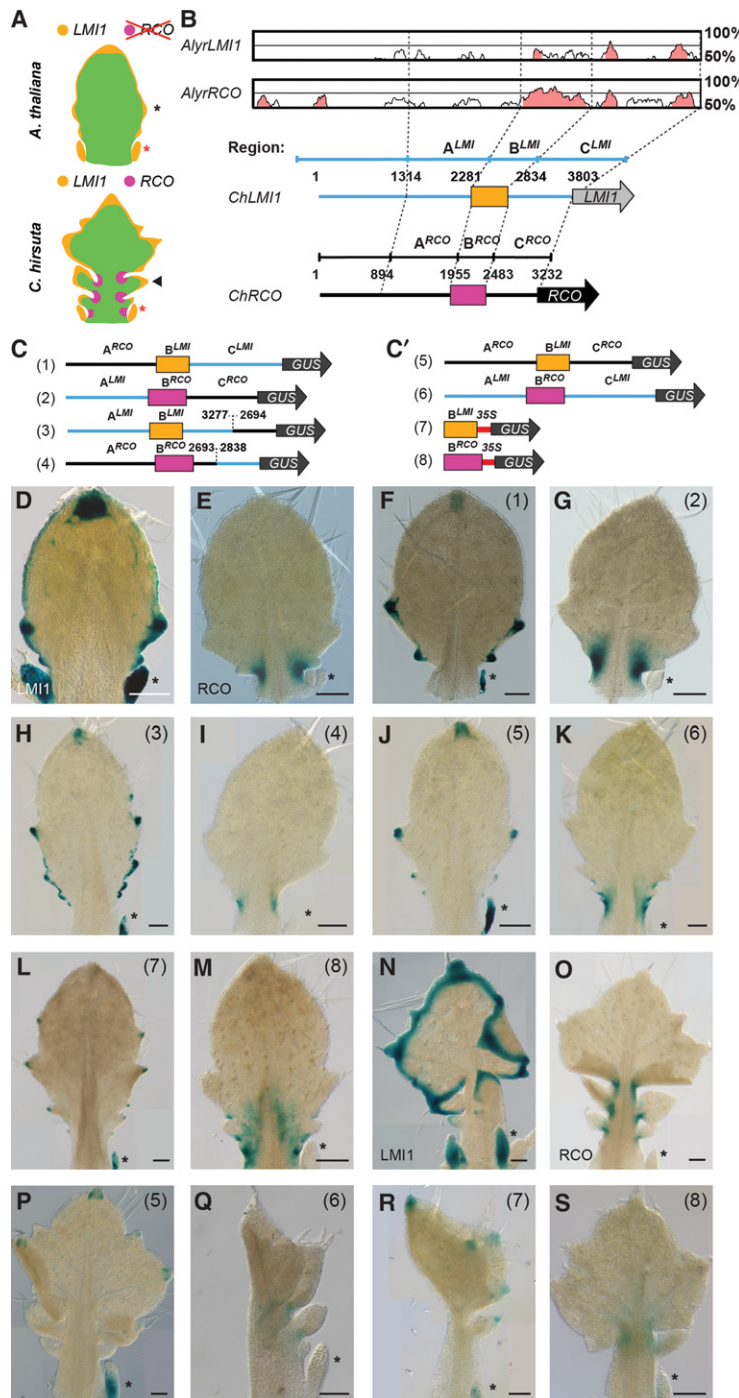 A
LMI1 RCO
A. thaliana
*
*
LMI1 RCO
C. hirsuta
*
B
AlyrLMI1
100%
50%
AlyrRCO
100%
50%
Region:
A^LMI B^LMI C^LMI
1 1314 2281 2834 3803
ChLMI1 LMI1
A^RCO B^RCO C^RCO
1 894 1955 2483 3232
ChRCO RCO
C
(1) A^RCO B^LMI C^LMI GUS
(2) A^LMI B^RCO C^RCO GUS
(3) A^LMI B^LMI 3277 2694 GUS
(4) A^RCO B^RCO 2693 2838 GUS
C′
(5) A^RCO B^LMI C^RCO GUS
(6) A^LMI B^RCO C^LMI GUS
(7) B^LMI 35S GUS
(8) B^RCO 35S GUS
D LMI1 *
E RCO *
F (1) *
G (2) *
H (3) *
I (4) *
J (5) *
K (6) *
L (7) *
M (8) *
N LMI1 *
O RCO *
P (5) *
Q (6) *
R (7) *
S (8) *